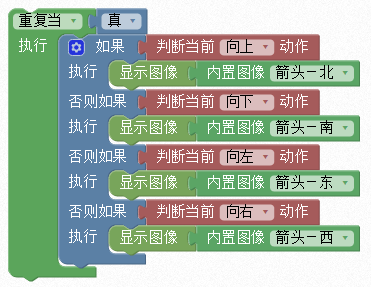 重复当 真
执行 如果 判断当前 向上 动作
执行 显示图像 内置图像 箭头-北
否则如果 判断当前 向下 动作
执行 显示图像 内置图像 箭头-南
否则如果 判断当前 向左 动作
执行 显示图像 内置图像 箭头-东
否则如果 判断当前 向右 动作
执行 显示图像 内置图像 箭头-西